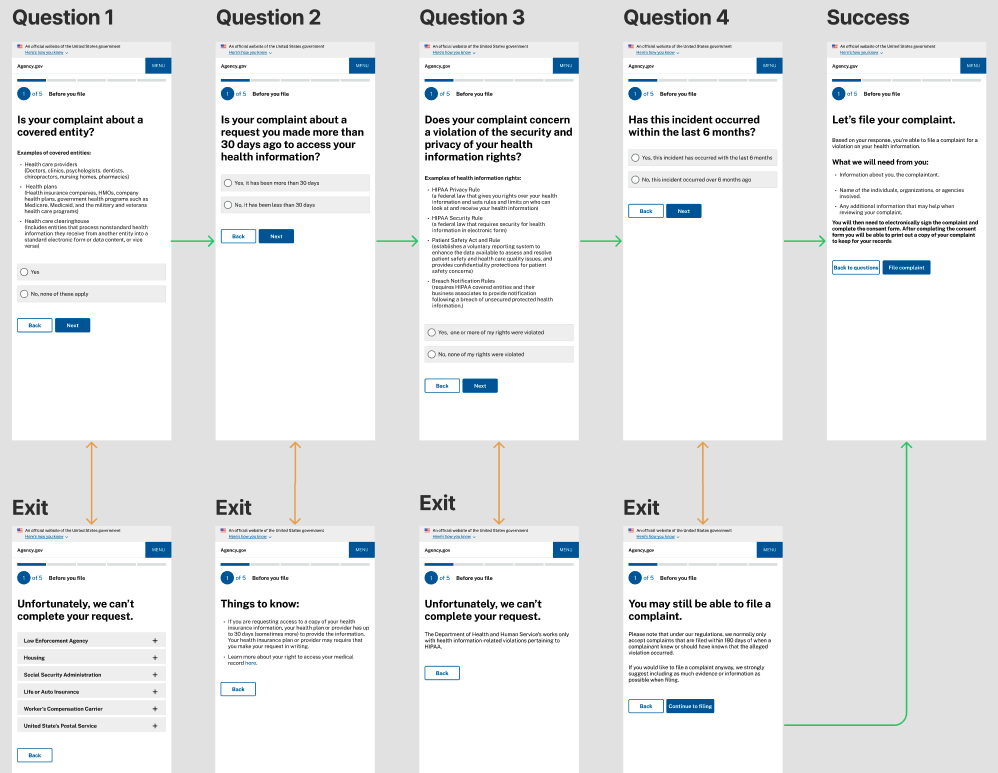 Question 1
An official website of the United States government
Here's how you know
Agency.gov
MENU
1 of 5 Before you file
Is your complaint about a
covered entity?
Examples of covered entities:
Health care providers
(Doctors, clinics, psychologists, dentists,
chiropractors, nursing homes, pharmacies)
Health plans
(Health insurance companies, HMOs, company
health plans, government health programs such as
Medicare, Medicaid, and the military and veterans
health care programs)
Health care clearinghouse
(Includes entities that process nonstandard health
information they receive from another entity into a
standard electronic form or data content, or vice
versa)
Yes
No, none of these apply
Back
Next
Question 2
An official website of the United States government
Here's how you know
Agency.gov
MENU
1 of 5 Before you file
Is your complaint about a
request you made more than
30 days ago to access your
health information?
Yes, it has been more than 30 days
No, it has been less than 30 days
Back
Next
Question 3
An official website of the United States government
Here's how you know
Agency.gov
MENU
1 of 5 Before you file
Does your complaint concern
a violation of the security and
privacy of your health
information rights?
Examples of health information rights:
HIPAA Privacy Rule
(a federal law that gives you rights over your health
information and sets rules and limits on who can
look at and receive your health information)
HIPAA Security Rule
(a federal law that requires security for health
information in electronic form)
Patient Safety Act and Rule
(establishes a voluntary reporting system to
enhance the data available to assess and resolve
patient safety and health care quality issues, and
provides confidentiality protections for patient
safety concerns)
Breach Notification Rules
(requires HIPAA covered entities and their
business associates to provide notification
following a breach of unsecured protected health
information.)
Yes, one or more of my rights were violated
No, none of my rights were violated
Back
Next
Question 4
An official website of the United States government
Here's how you know
Agency.gov
MENU
1 of 5 Before you file
Has this incident occurred
within the last 6 months?
Yes, this incident has occurred with the last 6 months
No, this incident occurred over 6 months ago
Back
Next
Success
An official website of the United States government
Here's how you know
Agency.gov
MENU
1 of 5 Before you file
Let's file your complaint.
Based on your response, you're able to file a complaint for a
violation on your health information.
What we will need from you:
Information about you, the complaintant.
Name of the individuals, organizations, or agencies
involved.
Any additional information that may help when
reviewing your complaint.
You will then need to electronically sign the complaint and
complete the consent form. After completing the consent
form you will be able to print out a copy of your complaint
to keep for your records
Back to questions
File complaint
Exit
An official website of the United States government
Here's how you know
Agency.gov
MENU
1 of 5 Before you file
Unfortunately, we can't
complete your request.
Law Enforcement Agency +
Housing +
Social Security Administration +
Life or Auto Insurance +
Worker's Compensation Carrier +
United State's Postal Service +
Back
Exit
An official website of the United States government
Here's how you know
Agency.gov
MENU
1 of 5 Before you file
Things to know:
If you are requesting access to a copy of your health
insurance information, your health plan or provider has up
to 30 days (sometimes more) to provide the information.
Your health insurance plan or provider may require that
you make your request in writing.
Learn more about your right to access your medical
record here.
Back
Exit
An official website of the United States government
Here's how you know
Agency.gov
MENU
1 of 5 Before you file
Unfortunately, we can't
complete your request.
The Department of Health and Human Service's works only
with health information-related violations pertaining to
HIPAA.
Back
Exit
An official website of the United States government
Here's how you know
Agency.gov
MENU
1 of 5 Before you file
You may still be able to file a
complaint.
Please note that under our regulations, we normally only
accept complaints that are filed within 180 days of when a
complainant knew or should have known that the alleged
violation occurred.
If you would like to file a complaint anyway, we strongly
suggest including as much evidence or information as
possible when filing.
Back
Continue to filing